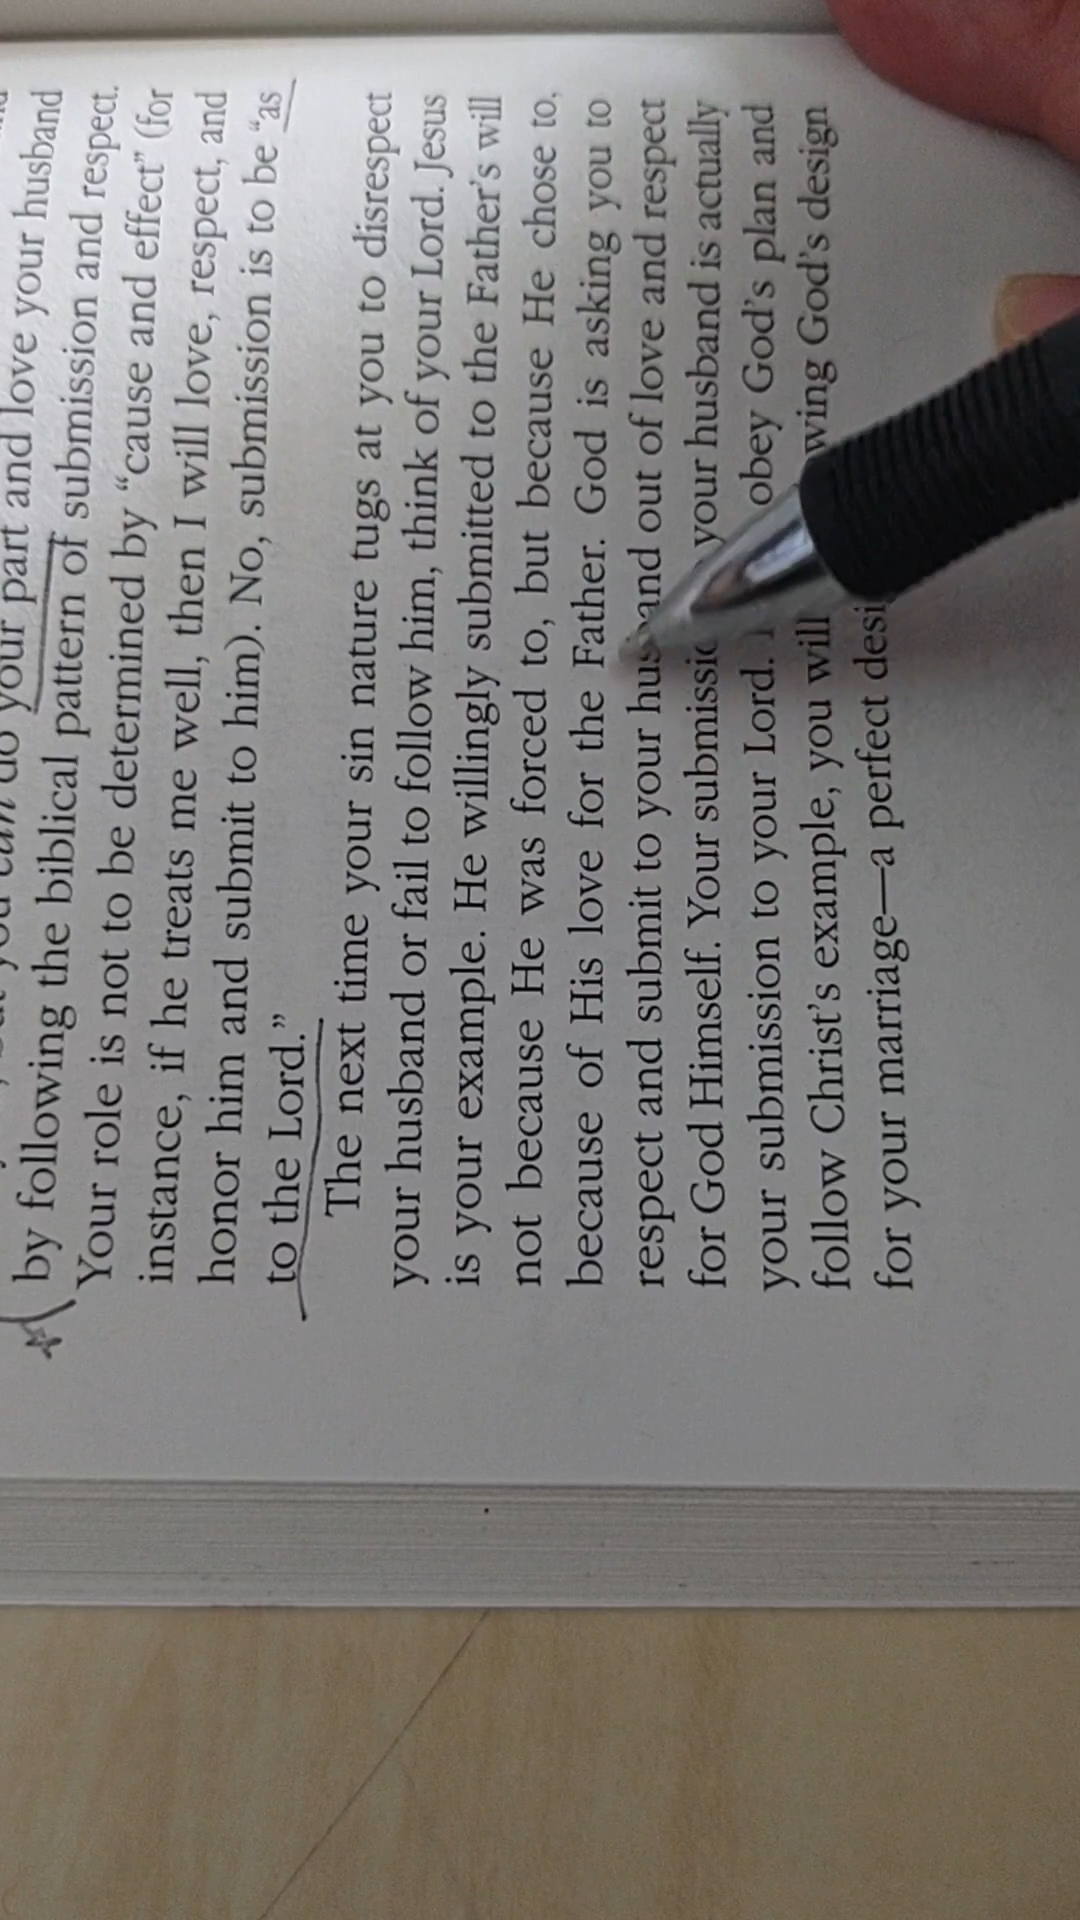 your part and love your husband
by following the biblical pattern of submission and respect.
Your role is not to be determined by “cause and effect” (for
instance, if he treats me well, then I will love, respect, and
honor him and submit to him). No, submission is to be “as
to the Lord.”
The next time your sin nature tugs at you to disrespect
your husband or fail to follow him, think of your Lord. Jesus
is your example. He willingly submitted to the Father’s will
not because He was forced to, but because He chose to,
because of His love for the Father. God is asking you to
respect and submit to your husband out of love and respect
for God Himself. Your your husband is actually
your submission to your Lord. obey God’s plan and
follow Christ’s example, you will God’s design
for your marriage—a perfect